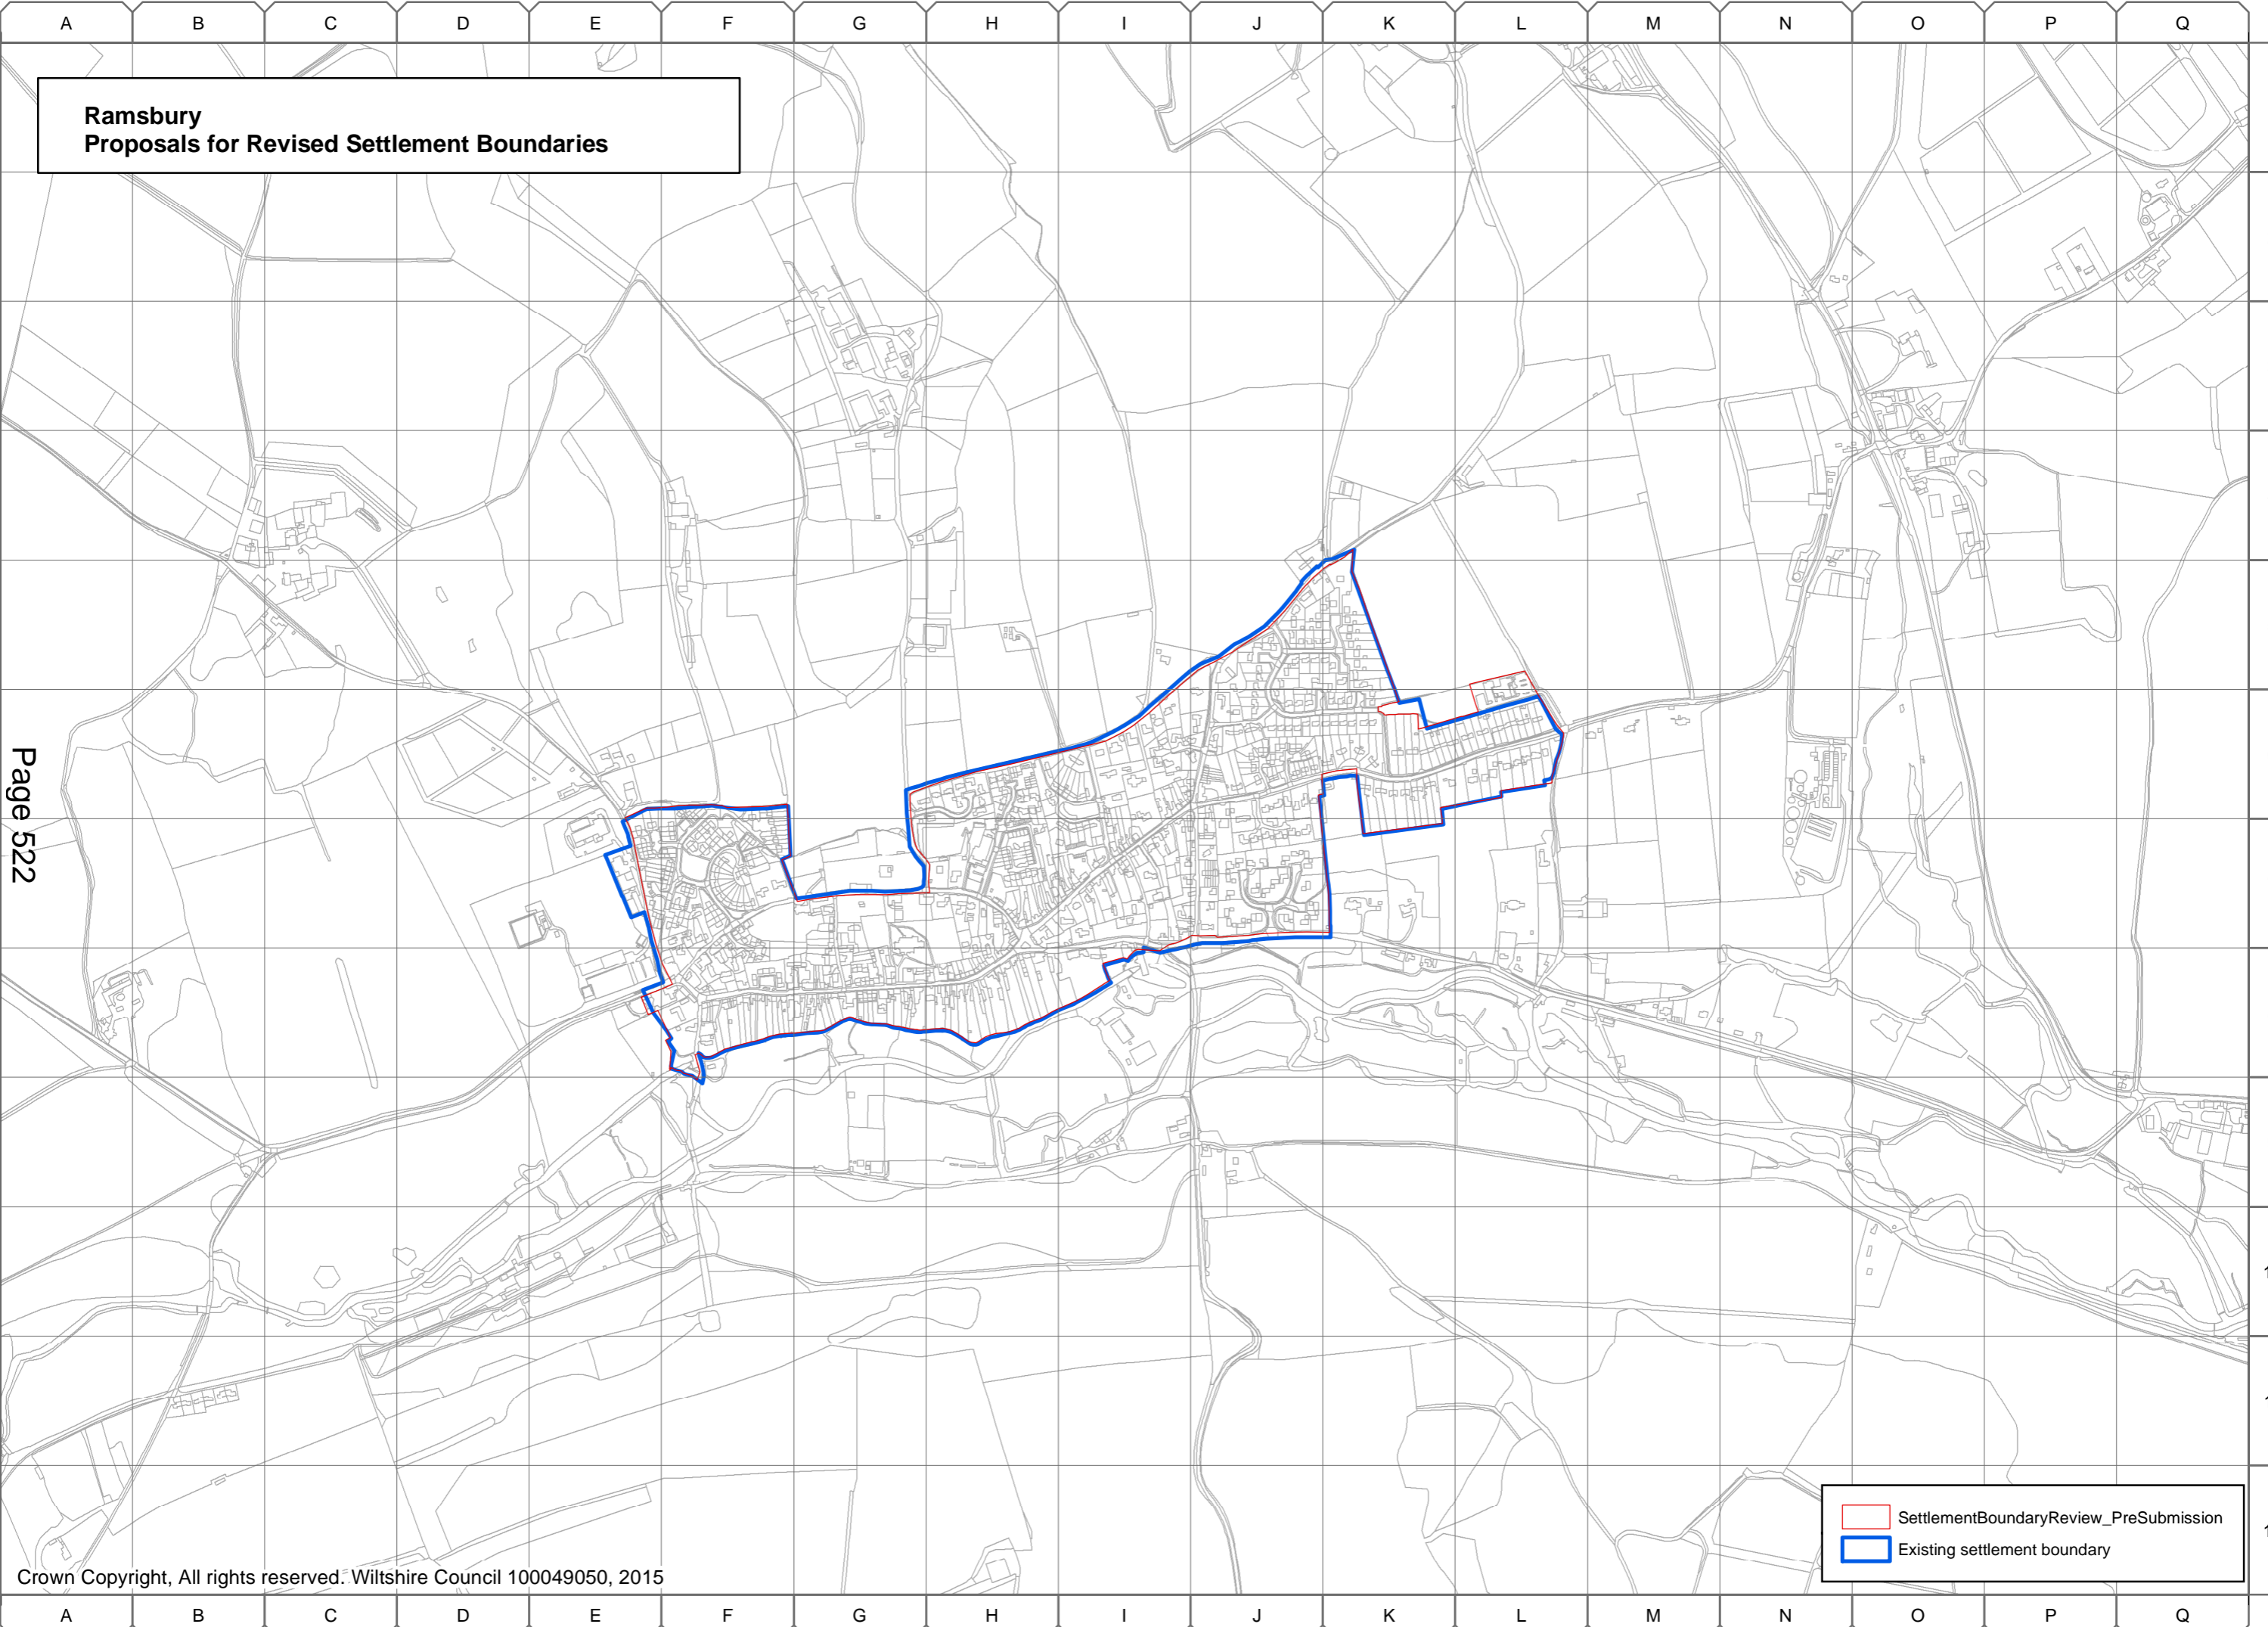 A B C D E F G H I J K L M N O P Q
Ramsbury
Proposals for Revised Settlement Boundaries
Page 522
SettlementBoundaryReview_PreSubmission
Existing settlement boundary
Crown Copyright, All rights reserved. Wiltshire Council 100049050, 2015
A B C D E F G H I J K L M N O P Q